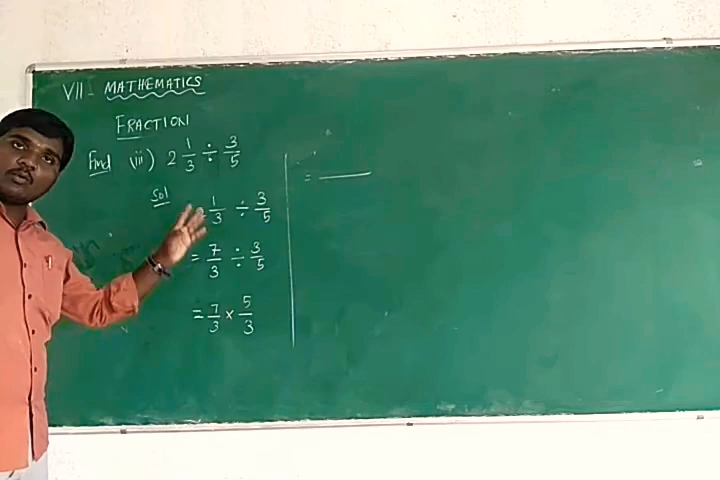 VII - MATHEMATICS
FRACTION
Find (iii) 2 1/3 ÷ 3/5
Sol
1/3 ÷ 3/5
= 7/3 ÷ 3/5
= 7/3 × 5/3
=